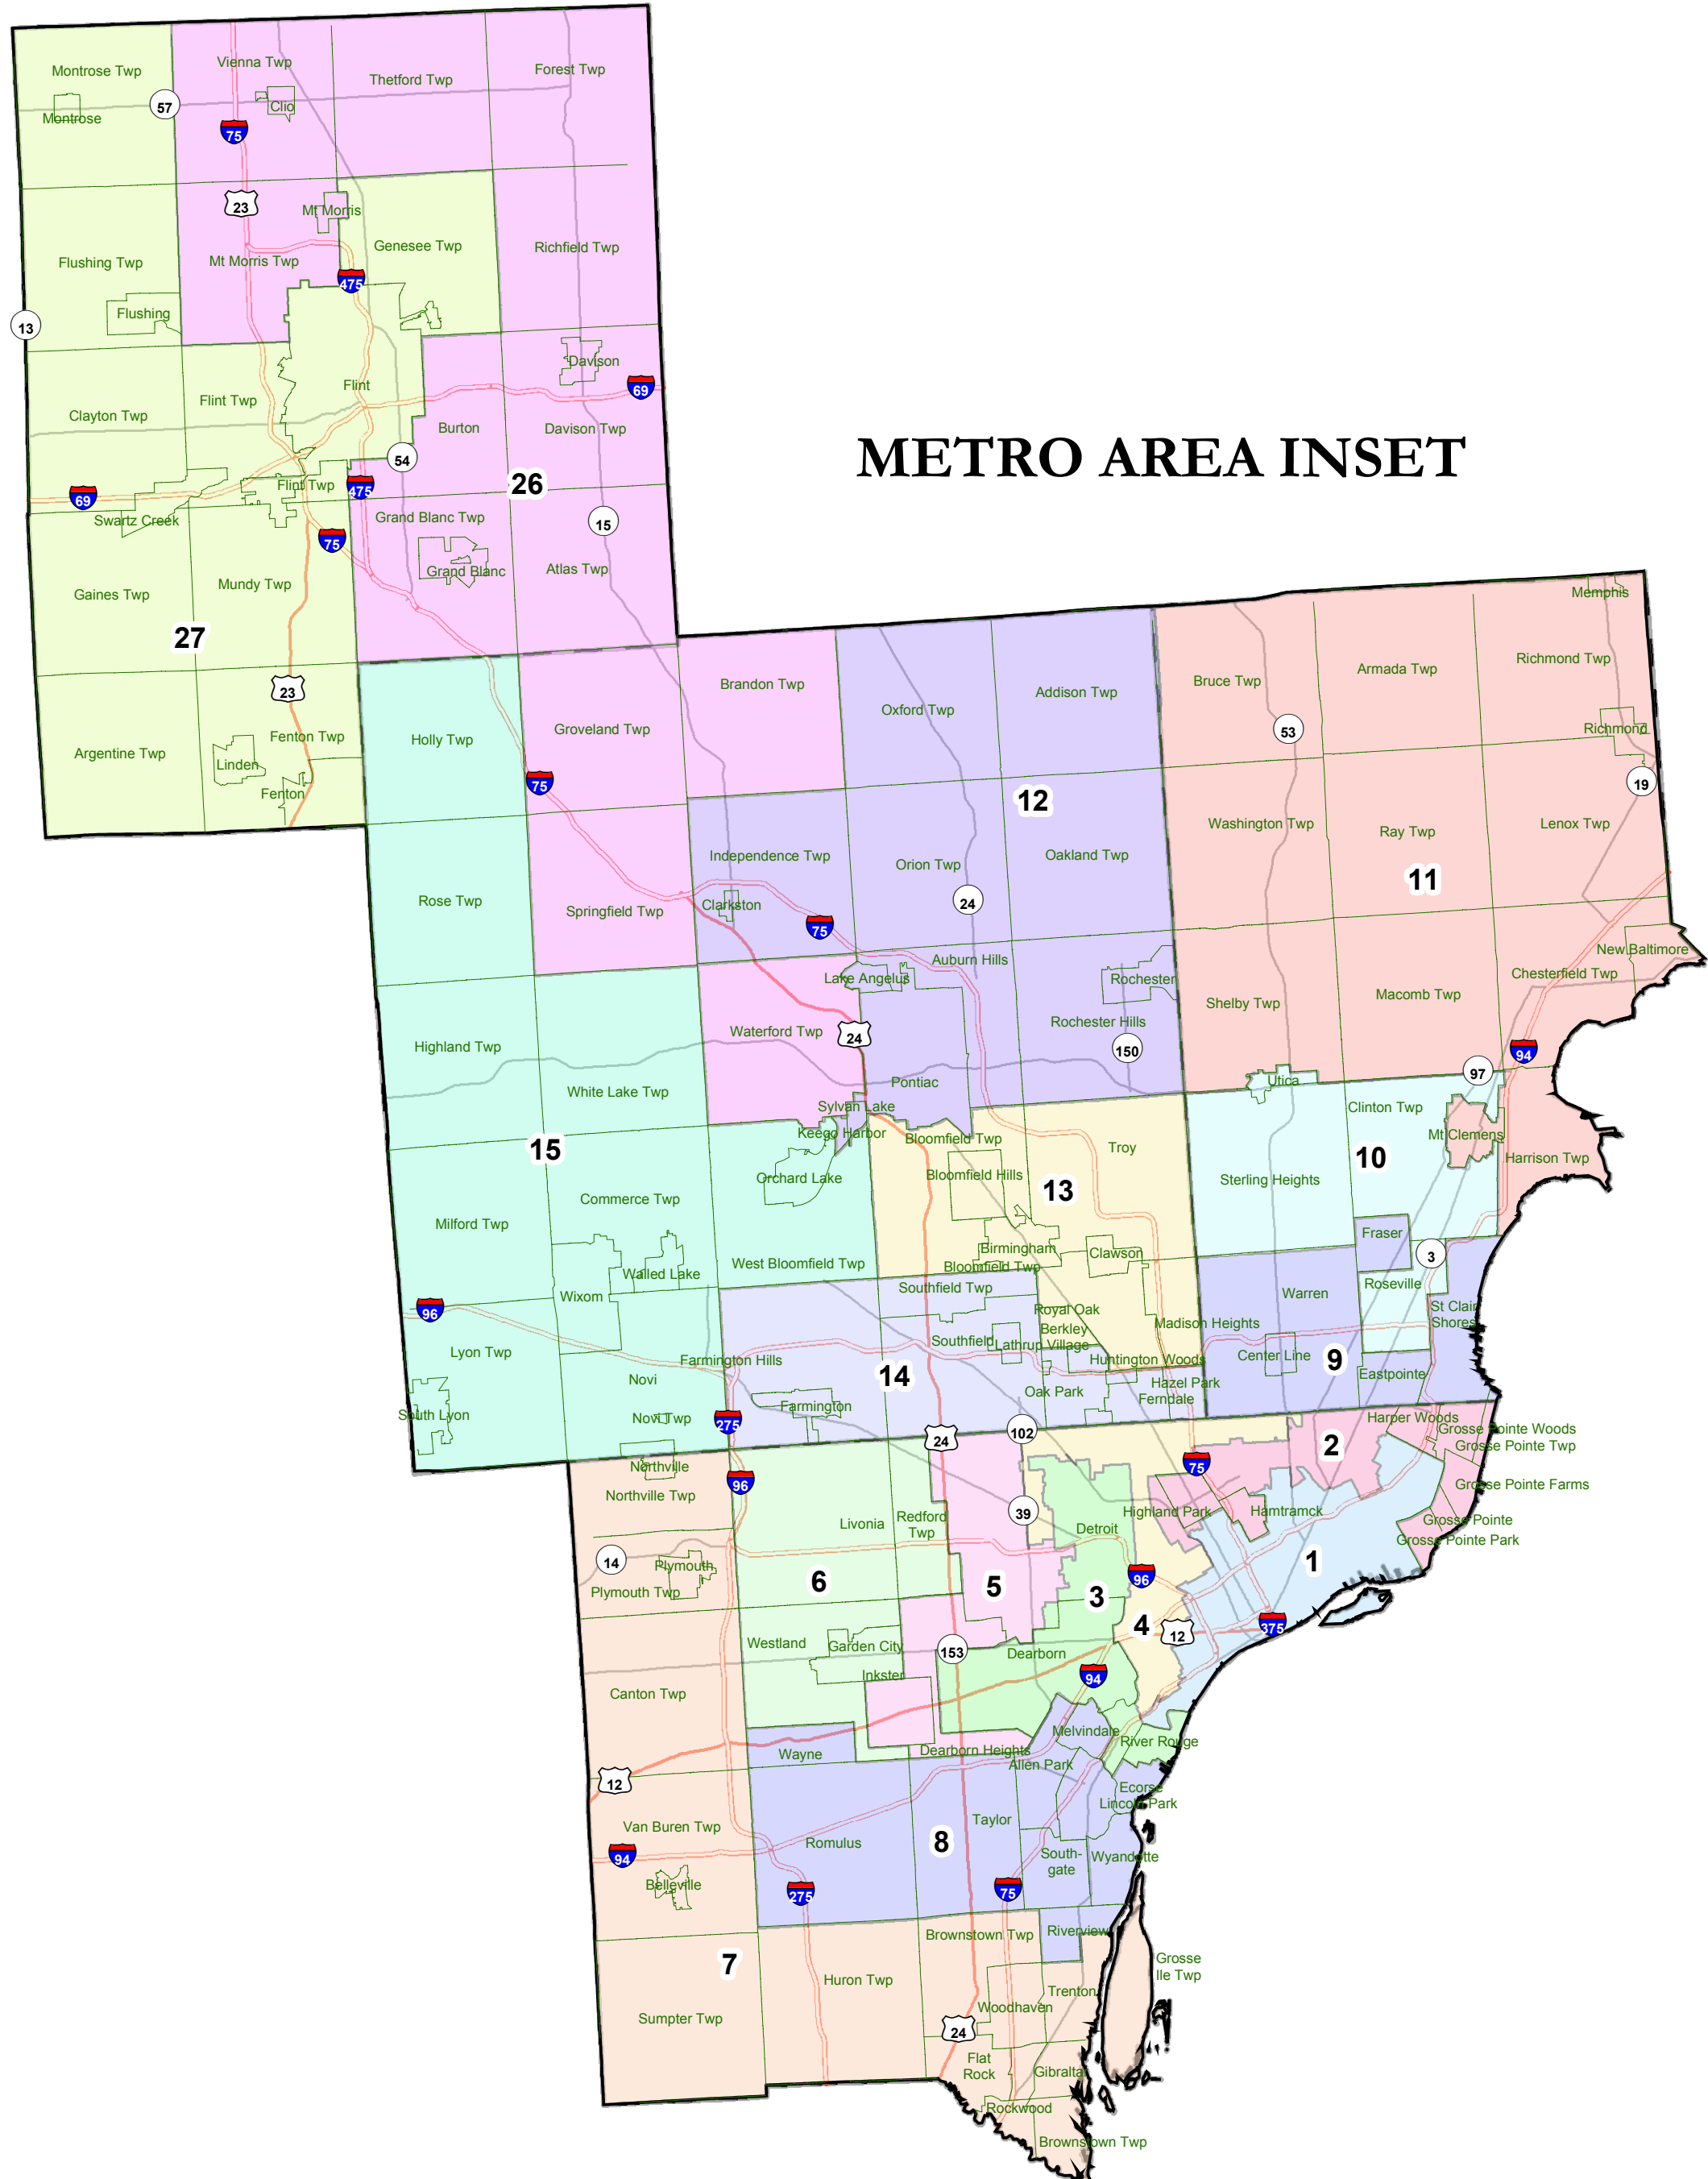 METRO AREA INSET
Montrose Twp
Montrose
57
Vienna Twp
Clio
75
Thetford Twp
Forest Twp
23
Mt Morris
Mt Morris Twp
Genesee Twp
Richfield Twp
475
Flushing Twp
Flushing
13
Clayton Twp
Flint Twp
Flint
Davison
69
Burton
Davison Twp
54
26
69
Swartz Creek
Flint Twp
475
Grand Blanc Twp
15
75
Grand Blanc
Atlas Twp
Gaines Twp
Mundy Twp
27
23
Argentine Twp
Linden
Fenton Twp
Fenton
Holly Twp
Groveland Twp
75
Brandon Twp
Oxford Twp
Addison Twp
12
Bruce Twp
Armada Twp
Richmond Twp
Memphis
53
Richmond
19
Rose Twp
Springfield Twp
Independence Twp
Clarkston
75
Orion Twp
24
Oakland Twp
Washington Twp
Ray Twp
Lenox Twp
11
Highland Twp
White Lake Twp
Waterford Twp
Lake Angelus
Auburn Hills
24
Rochester
Rochester Hills
150
Pontiac
Shelby Twp
Macomb Twp
Chesterfield Twp
New Baltimore
94
97
Utica
Sylvan Lake
Keego Harbor
Orchard Lake
15
Commerce Twp
Milford Twp
Walled Lake
Wixom
West Bloomfield Twp
Bloomfield Twp
Bloomfield Hills
Troy
13
Birmingham
Bloomfield Twp
Clawson
Clinton Twp
Mt Clemens
10
Sterling Heights
Harrison Twp
Fraser
3
Roseville
St Clair
Shores
Warren
Center Line
9
Eastpointe
96
Lyon Twp
South Lyon
Novi
Novi Twp
Farmington Hills
Farmington
275
14
Southfield Twp
Southfield
Lathrup Village
Royal Oak
Berkley
Madison Heights
Huntington Woods
Oak Park
Hazel Park
Ferndale
24
102
Northville
96
Northville Twp
14
Plymouth
Plymouth Twp
Livonia
Redford
Twp
6
5
39
Detroit
3
96
4
12
75
Highland Park
Hamtramck
2
Harper Woods
Grosse Pointe Woods
Grosse Pointe Twp
Grosse Pointe Farms
Grosse Pointe
Grosse Pointe Park
1
375
Westland
Garden City
Inkster
153
Dearborn
94
Canton Twp
Wayne
Dearborn Heights
Melvindale
Allen Park
River Rouge
Ecorse
Lincoln Park
12
Van Buren Twp
94
Belleville
Romulus
275
8
Taylor
75
South-
gate
Wyandotte
7
Sumpter Twp
Huron Twp
Brownstown Twp
Riverview
Grosse
Ile Twp
Woodhaven
Trenton
24
Flat
Rock
Gibraltar
Rockwood
Brownstown Twp